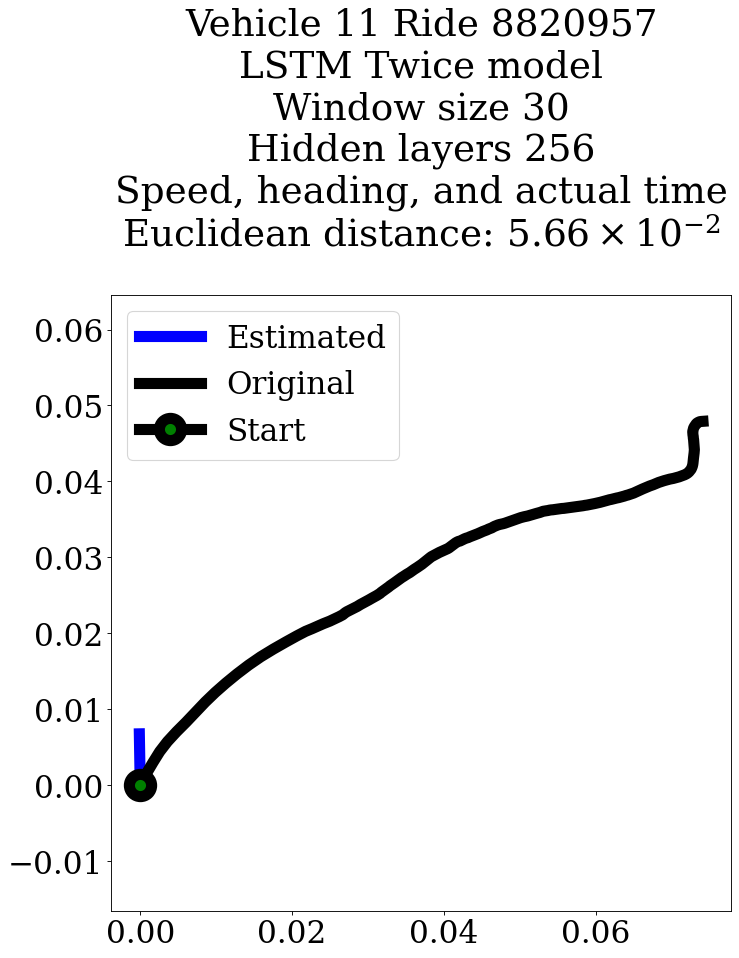 Vehicle 11 Ride 8820957
LSTM Twice model
Window size 30
Hidden layers 256
Speed, heading, and actual time
Euclidean distance: 5.66 × 10⁻²
Estimated
Original
Start
0.06
0.05
0.04
0.03
0.02
0.01
0.00
−0.01
0.00 0.02 0.04 0.06